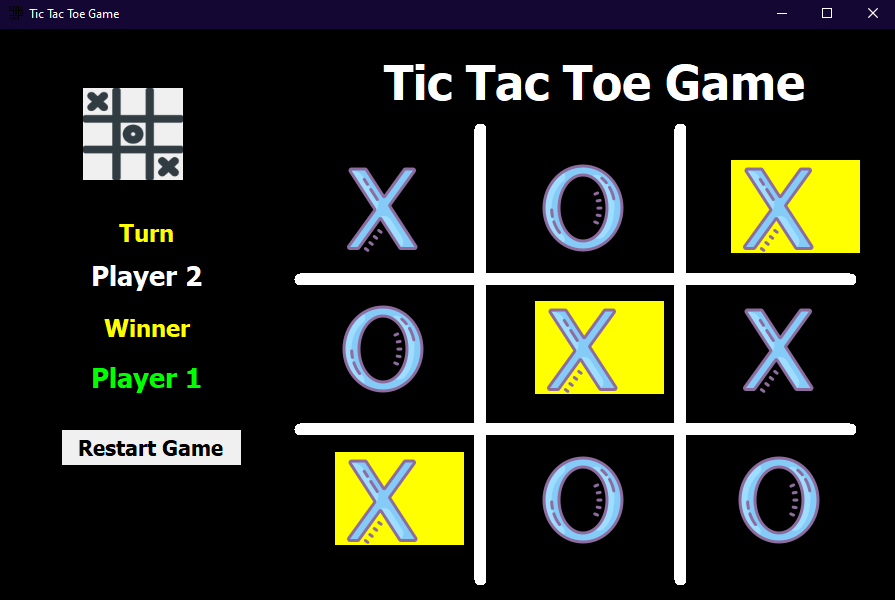 Tic Tac Toe Game
Tic Tac Toe Game
Turn
Player 2
Winner
Player 1
Restart Game
X O X
O X X
X O O